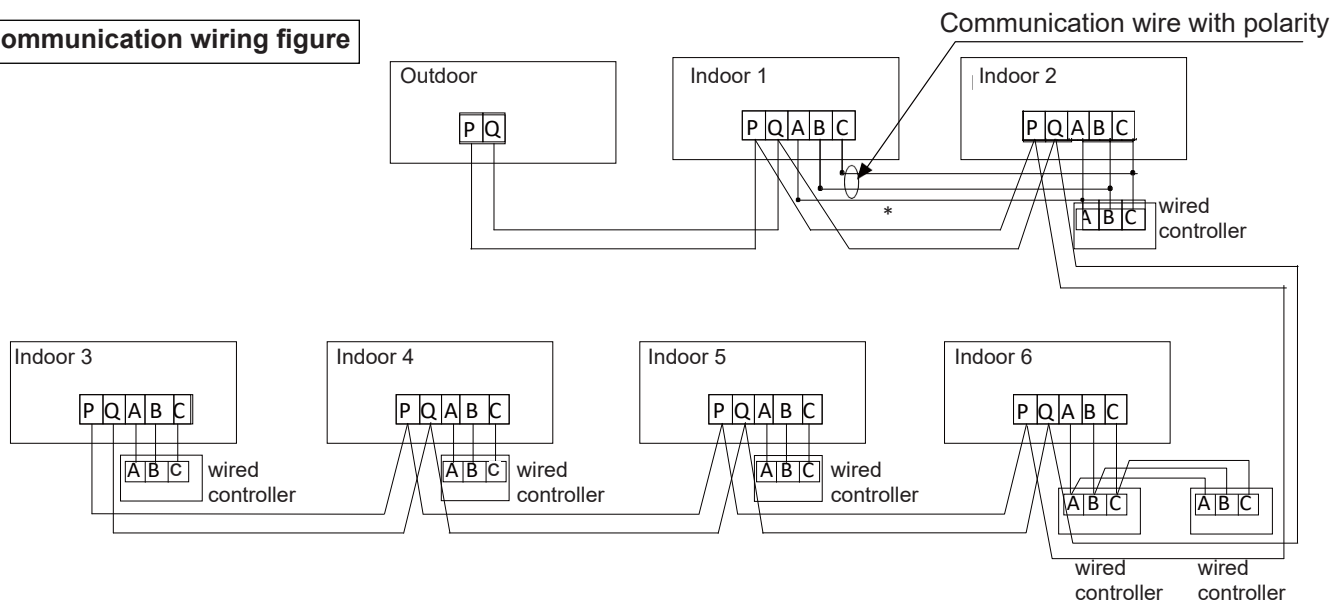 ommunication wiring figure
Communication wire with polarity
Outdoor
Indoor 1
Indoor 2
P Q
P Q A B C
P Q A B C
*
A B C
wired
controller
Indoor 3
Indoor 4
Indoor 5
Indoor 6
P Q A B C
P Q A B C
P Q A B C
P Q A B C
A B C
wired
controller
A B C
wired
controller
A B C
wired
controller
A B C
A B C
wired
controller
wired
controller